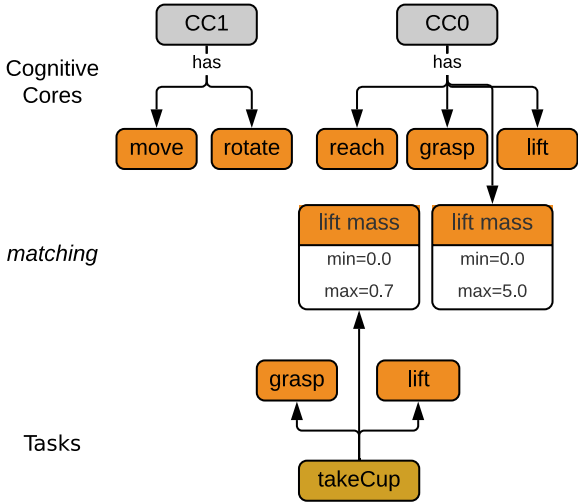 CC1
CC0
has
has
Cognitive
Cores
move
rotate
reach
grasp
lift
lift mass
lift mass
matching
min=0.0
min=0.0
max=0.7
max=5.0
grasp
lift
Tasks
takeCup